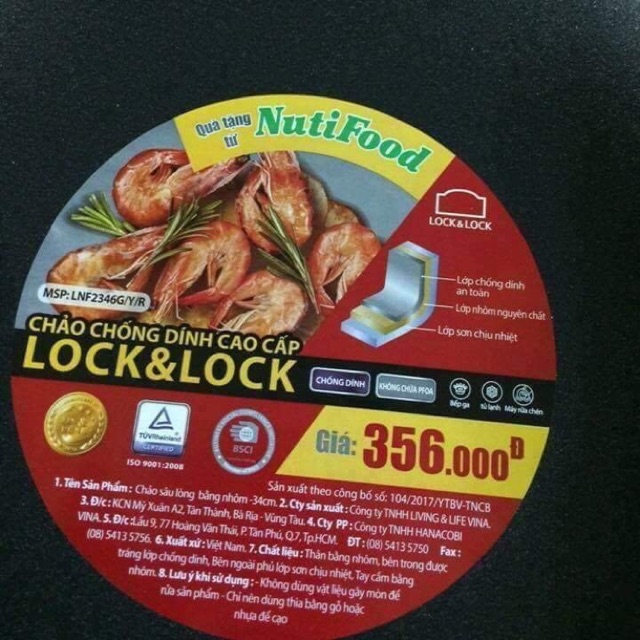 Quà tặng từ NutiFood
LOCK&LOCK
Lớp chống dính
an toàn
Lớp nhôm nguyên chất
Lớp sơn chịu nhiệt
MSP: LNF2346G/Y/R
CHẢO CHỐNG DÍNH CAO CẤP
LOCK&LOCK
CHỐNG DÍNH
KHÔNG CHỨA PFOA
Bếp ga
tủ lạnh
Máy rửa chén
TÜVRheinland
CERTIFIED
ISO 9001:2008
BSCI
Giá: 356.000Đ
Sản xuất theo công bố số: 104/2017/YTBV-TNCB
1. Tên Sản Phẩm: Chảo sâu lòng bằng nhôm -34cm. 2. Cty sản xuất: Công ty TNHH LIVING & LIFE VINA.
3. Đ/c: KCN Mỹ Xuân A2, Tân Thành, Bà Rịa - Vũng Tàu. 4. Cty PP: Công ty TNHH HANACOBI
VINA. 5. Đ/c: Lầu 9, 77 Hoàng Văn Thái, P. Tân Phú, Q.7, Tp.HCM. ĐT: (08) 5413 5750 Fax:
(08) 5413 5756. 6. Xuất xứ: Việt Nam. 7. Chất liệu: Thân bằng nhôm, bên trong được
tráng lớp chống dính, Bên ngoài phủ lớp sơn chịu nhiệt, Tay cầm bằng
nhôm. 8. Lưu ý khi sử dụng: - Không dùng vật liệu gây mòn để
rửa sản phẩm - Chỉ nên dùng thìa bằng gỗ hoặc
nhựa để cạo